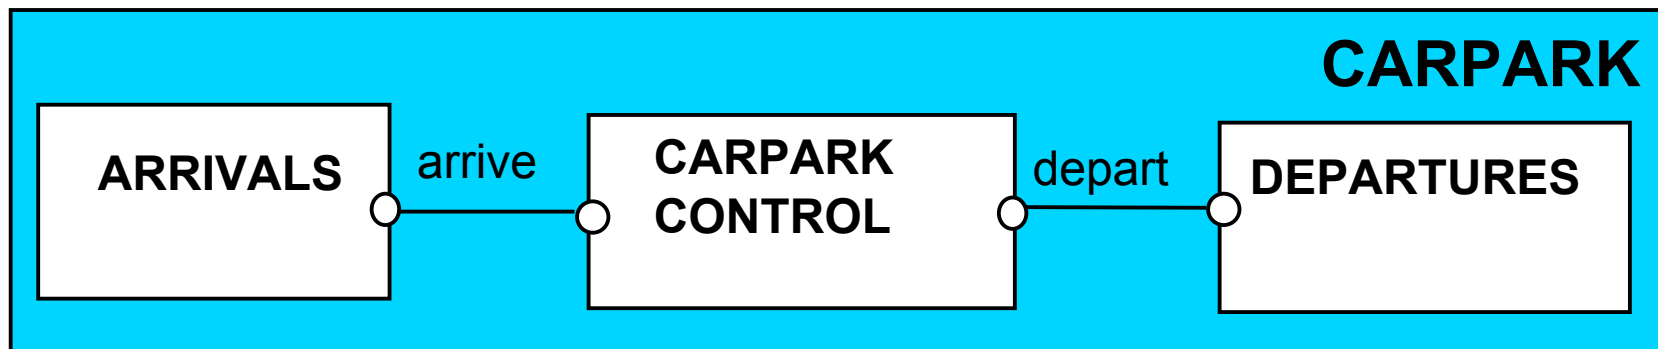 CARPARK
ARRIVALS
arrive
CARPARK
CONTROL
depart
DEPARTURES